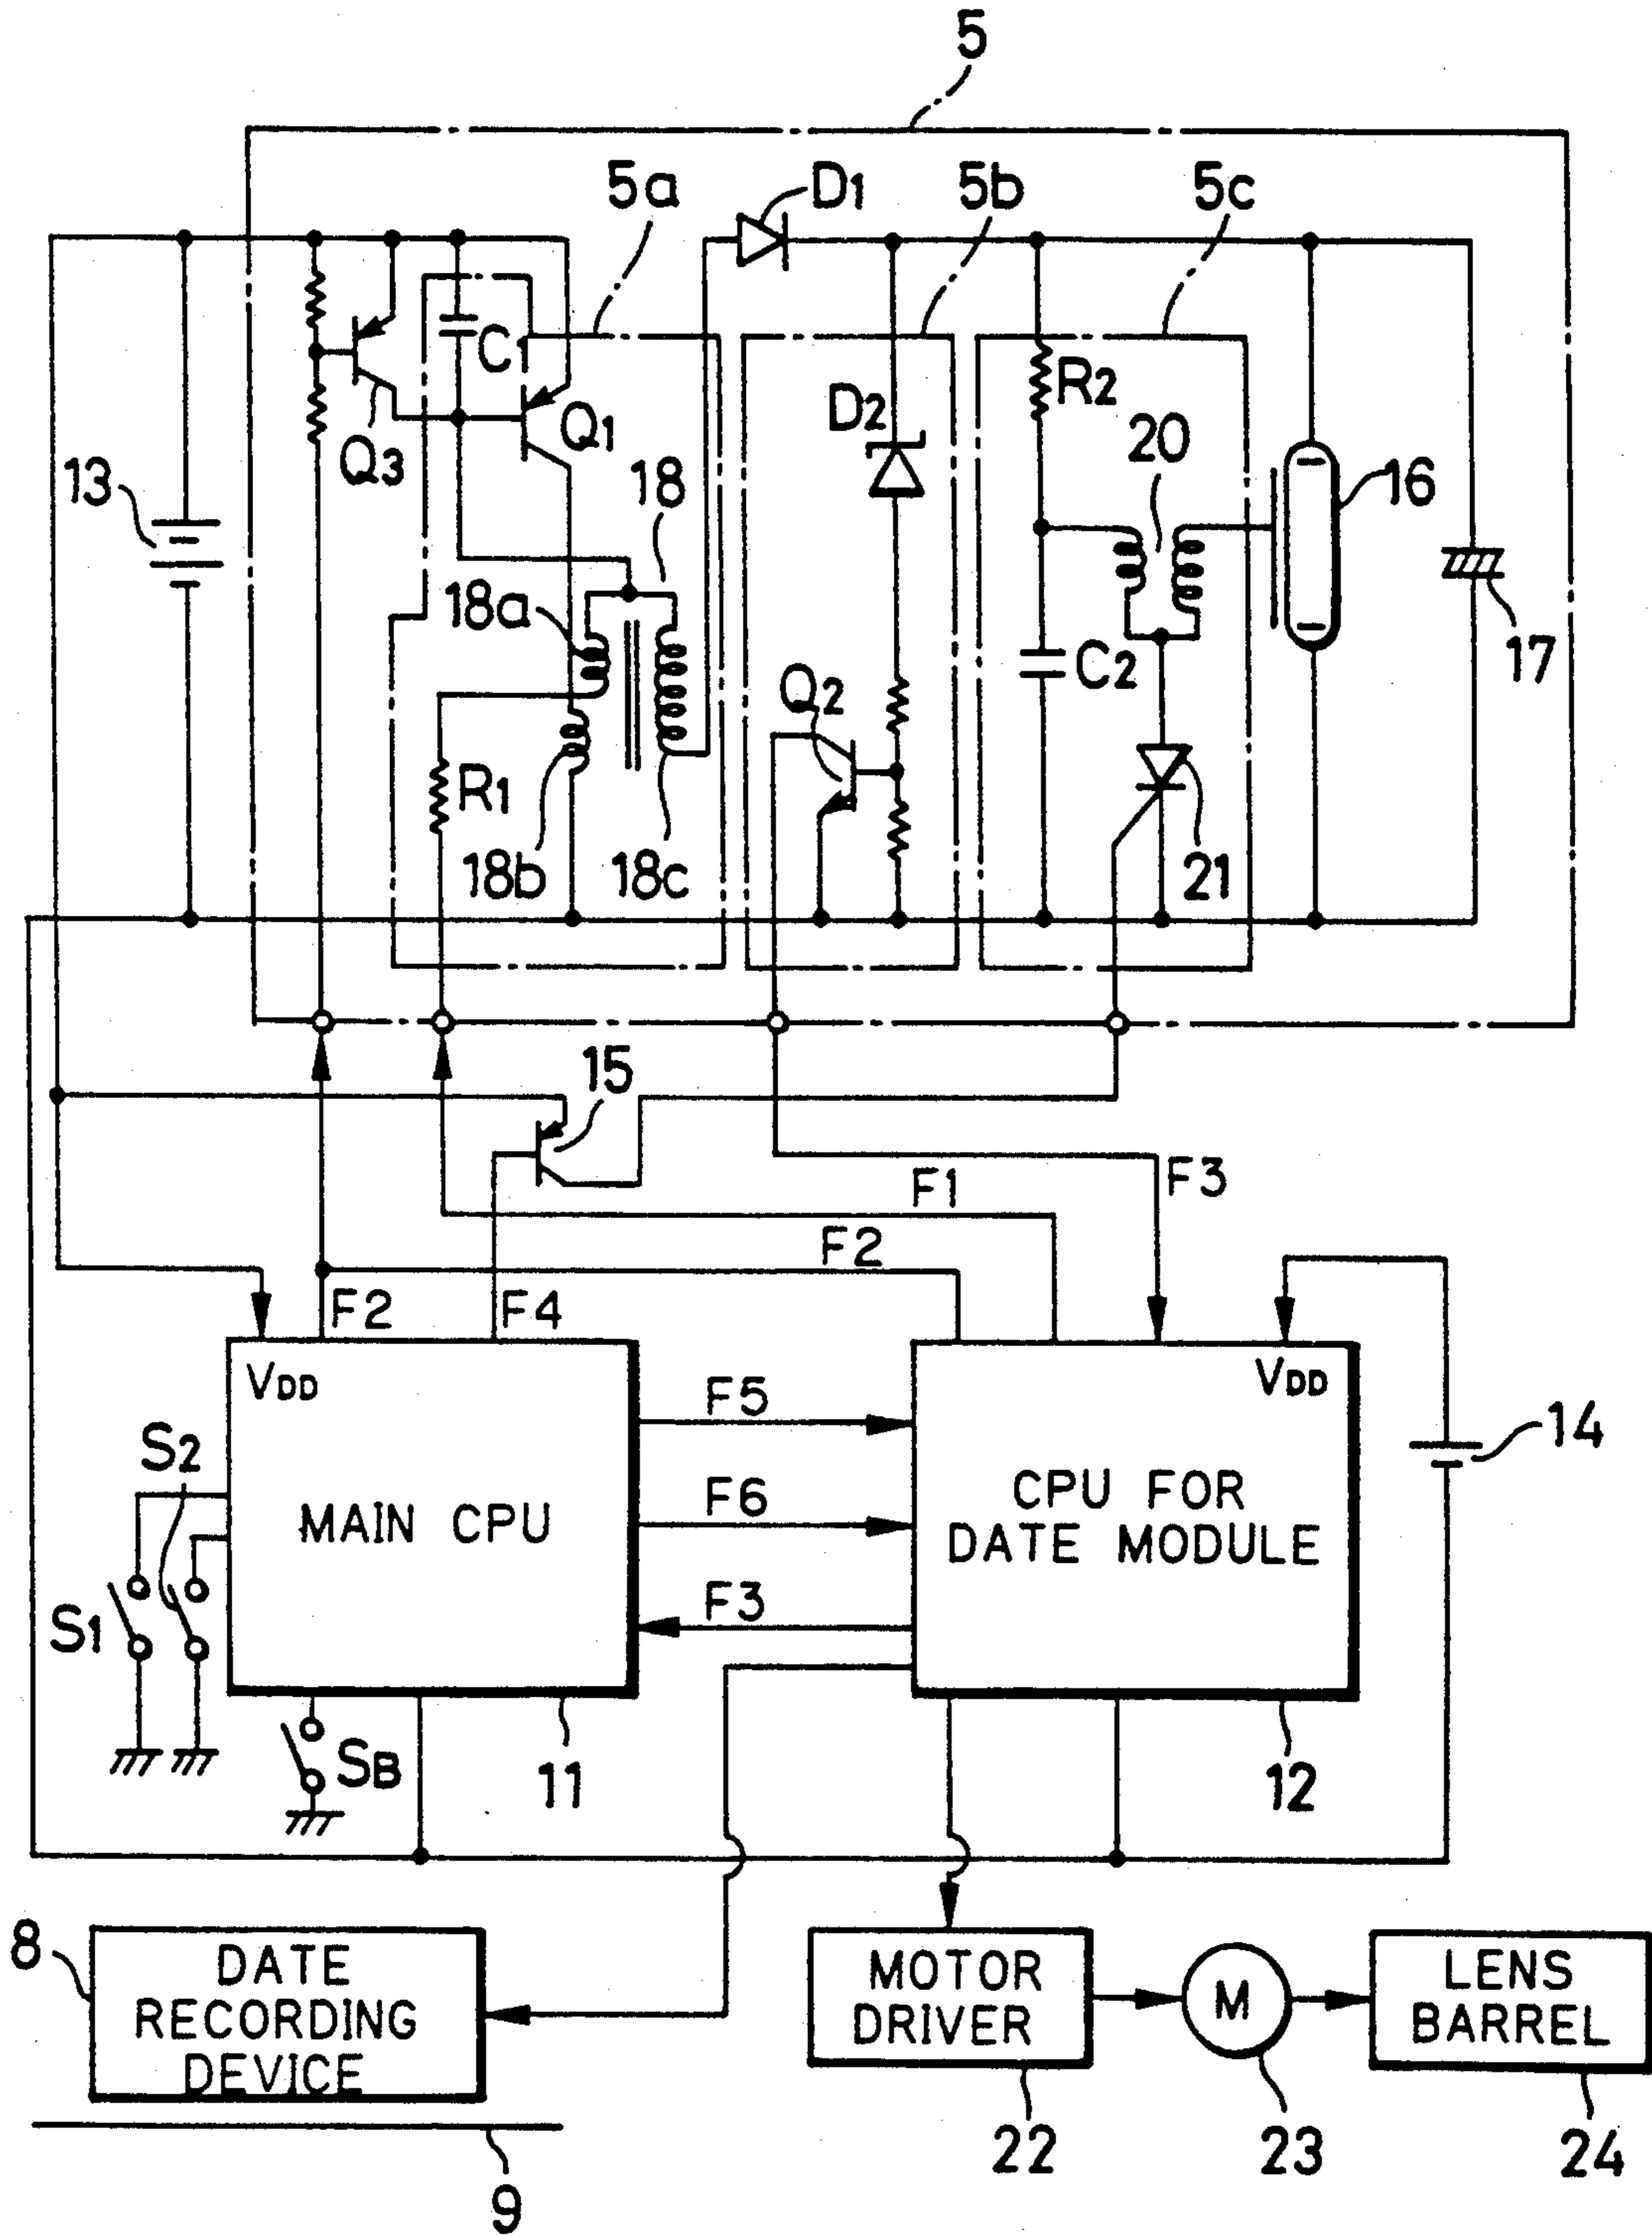 5
5a
D1
5b
5c
C1
Q1
Q3
13
18
18a
R1
18b
18c
D2
Q2
R2
20
C2
21
16
17
15
F1
F3
F2
F2
F4
VDD
VDD
F5
F6
F3
S2
S1
SB
MAIN CPU
CPU FOR
DATE MODULE
14
11
12
8
DATE
RECORDING
DEVICE
MOTOR
DRIVER
M
LENS
BARREL
22
23
24
9